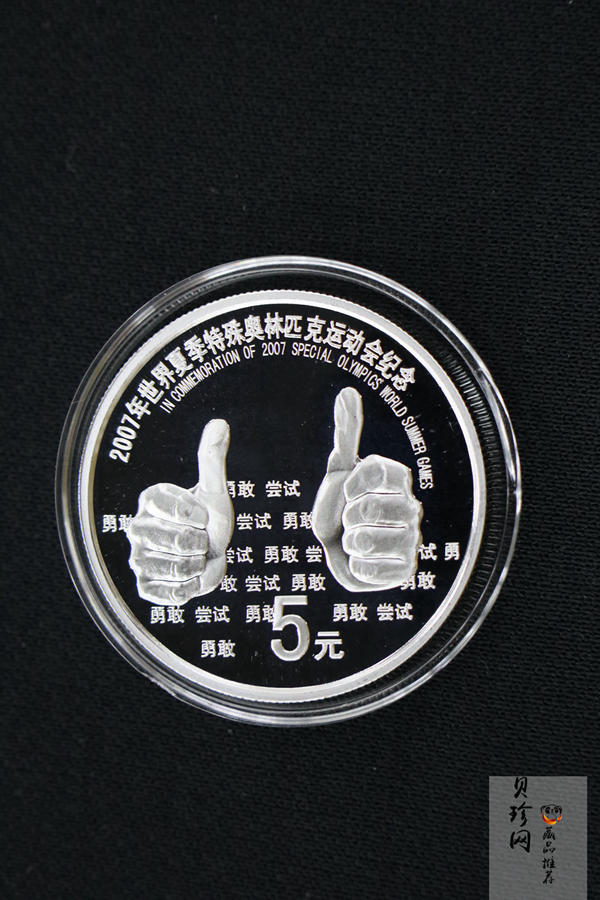 2007年世界夏季特殊奥林匹克运动会纪念
IN COMMEMORATION OF 2007 SPECIAL OLYMPICS WORLD SUMMER GAMES
勇敢 尝试
勇敢 尝试 勇敢
尝试 勇敢 尝 试 勇
敢 尝试 勇敢 勇敢
勇敢 尝试 勇敢 勇敢 尝试
勇敢
5元
贝珍网
藏品推荐